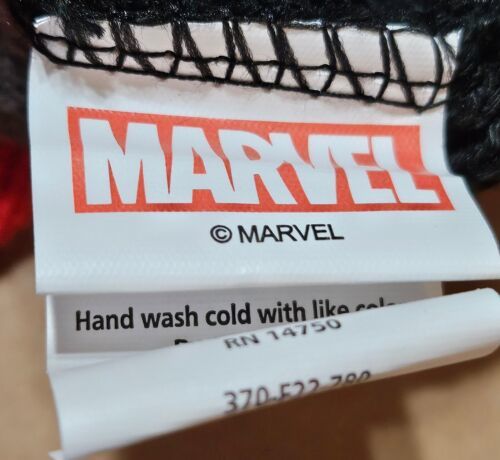 MARVEL
© MARVEL
Hand wash cold with like
RN 14750